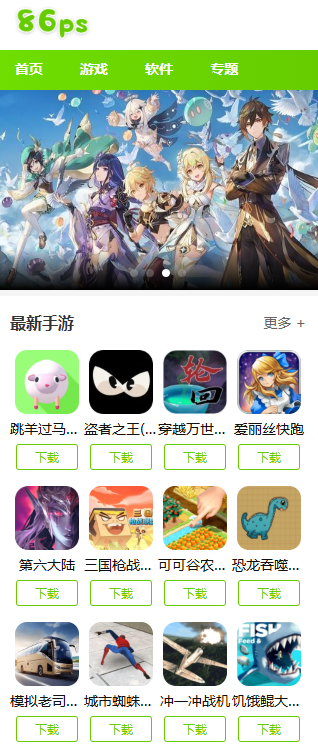 86ps
首页 游戏 软件 专题
最新手游 更多 +
跳羊过马... 盗者之王(... 穿越万世... 爱丽丝快跑
轮回
下载 下载 下载 下载
第六大陆 三国枪战... 可可谷农... 恐龙吞噬...
下载 下载 下载 下载
FISH
Feed &
模拟老司... 城市蜘蛛... 冲一冲战机 饥饿鲲大...
下载 下载 下载 下载